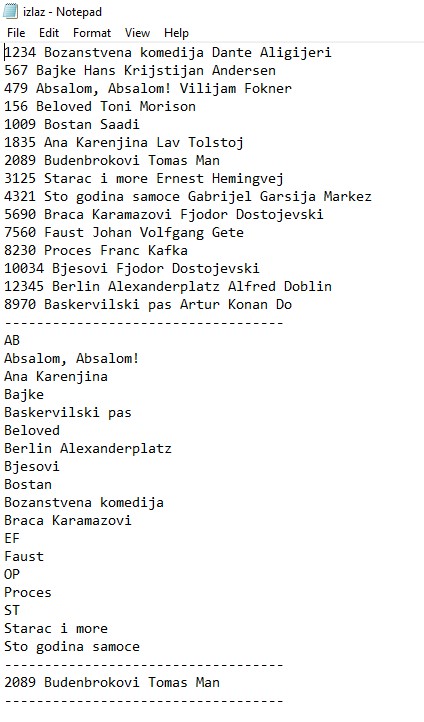 izlaz - Notepad
File Edit Format View Help
1234 Bozanstvena komedija Dante Aligijeri
567 Bajke Hans Krijstijan Andersen
479 Absalom, Absalom! Vilijam Fokner
156 Beloved Toni Morison
1009 Bostan Saadi
1835 Ana Karenjina Lav Tolstoj
2089 Budenbrokovi Tomas Man
3125 Starac i more Ernest Hemingvej
4321 Sto godina samoce Gabrijel Garsija Markez
5690 Braca Karamazovi Fjodor Dostojevski
7560 Faust Johan Volfgang Gete
8230 Proces Franc Kafka
10034 Bjesovi Fjodor Dostojevski
12345 Berlin Alexanderplatz Alfred Doblin
8970 Baskervilski pas Artur Konan Do
-----------------------------------
AB
Absalom, Absalom!
Ana Karenjina
Bajke
Baskervilski pas
Beloved
Berlin Alexanderplatz
Bjesovi
Bostan
Bozanstvena komedija
Braca Karamazovi
EF
Faust
OP
Proces
ST
Starac i more
Sto godina samoce
-----------------------------------
2089 Budenbrokovi Tomas Man
-----------------------------------